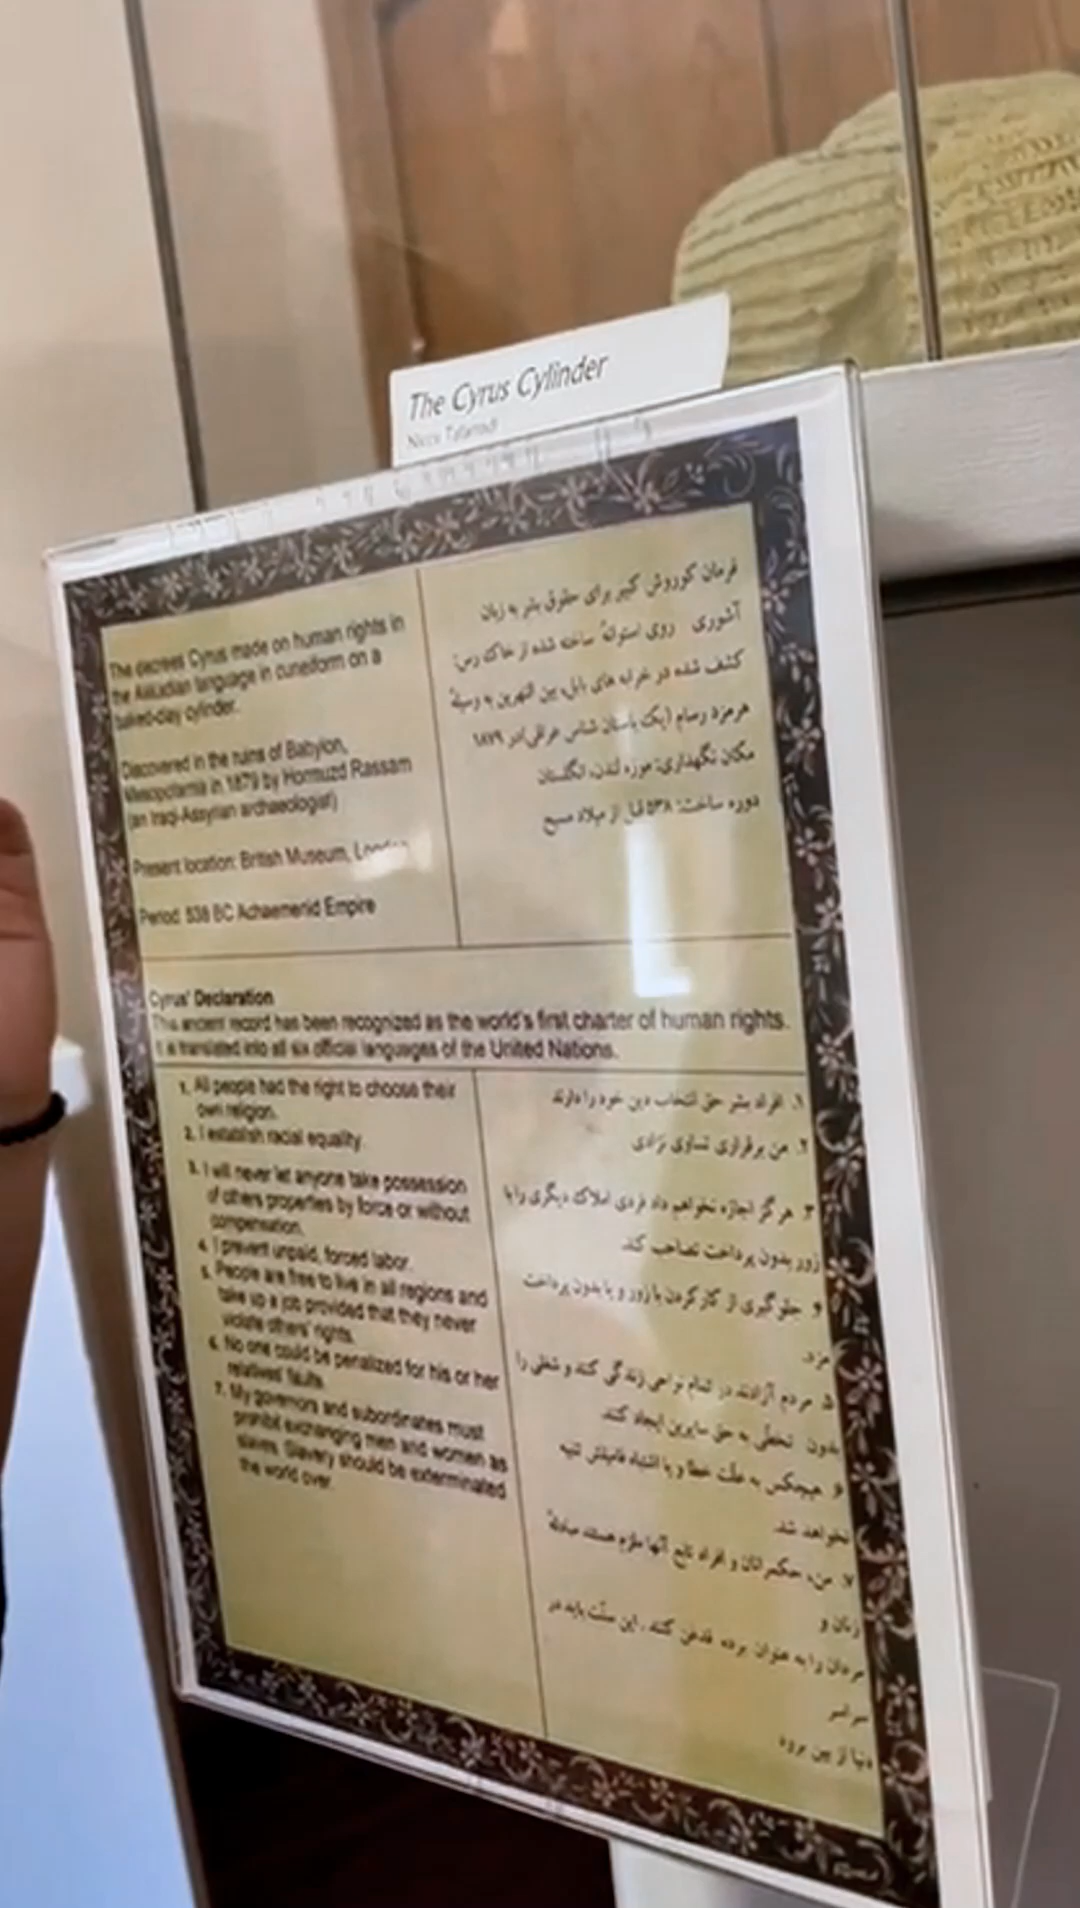 The Cyrus Cylinder
The decrees Cyrus made on human rights in
the Akkadian language in cuneiform on a
baked-clay cylinder.
Discovered in the ruins of Babylon,
Mesopotamia in 1879 by Hormuzd Rassam
(an Iraqi-Assyrian archaeologist)
Present location: British Museum,
Period: 538 BC Achaemenid Empire
فرمان کوروش کبیر برای حقوق بشر به زبان
آشوری روی استوانهٔ ساخته شده از خاک رس:
کشف شده در خرابه های بابل، بین النهرین به وسیلهٔ
هرمزد رسام (یک باستان شناس عراقی)در ۱۸۷۹
مکان نگهداری: موزه لندن، انگلستان
دوره ساخت: ۵۳۸ قبل از میلاد مسیح
Cyrus' Declaration
This ancient record has been recognized as the world's first charter of human rights.
It is translated into all six official languages of the United Nations.
1. All people had the right to choose their
own religion.
2. I establish racial equality.
3. I will never let anyone take possession
of others properties by force or without
compensation.
4. I prevent unpaid, forced labor.
5. People are free to live in all regions and
take up a job provided that they never
violate others' rights.
6. No one could be penalized for his or her
relatives' faults.
7. My governors and subordinates must
prohibit exchanging men and women as
slaves. Slavery should be exterminated
the world over.
۱. افراد بشر حق انتخاب دین خود را دارند
۲. من برقراری تساوی نژادی
۳. هرگز اجازه نخواهم داد فردی املاک دیگری را با
زور بدون پرداخت تصاحب کند.
۴. جلوگیری از کار کردن با زور و یا بدون پرداخت
مزد.
۵. مردم آزادند در تمام نواحی زندگی کنند و شغلی را
بدون تخطّی به حق سایرین ایجاد کنند.
۶. هیچکس به علّت خطا و یا اشتباه فامیلش تنبیه
نخواهد شد.
۷. من، حکمرانان و افراد تابع آنها ملزم هستند مبادلهٔ
زنان و
مردان را به عنوان برده قدغن کنند. این سنّت باید در
سراسر
دنیا از بین برود